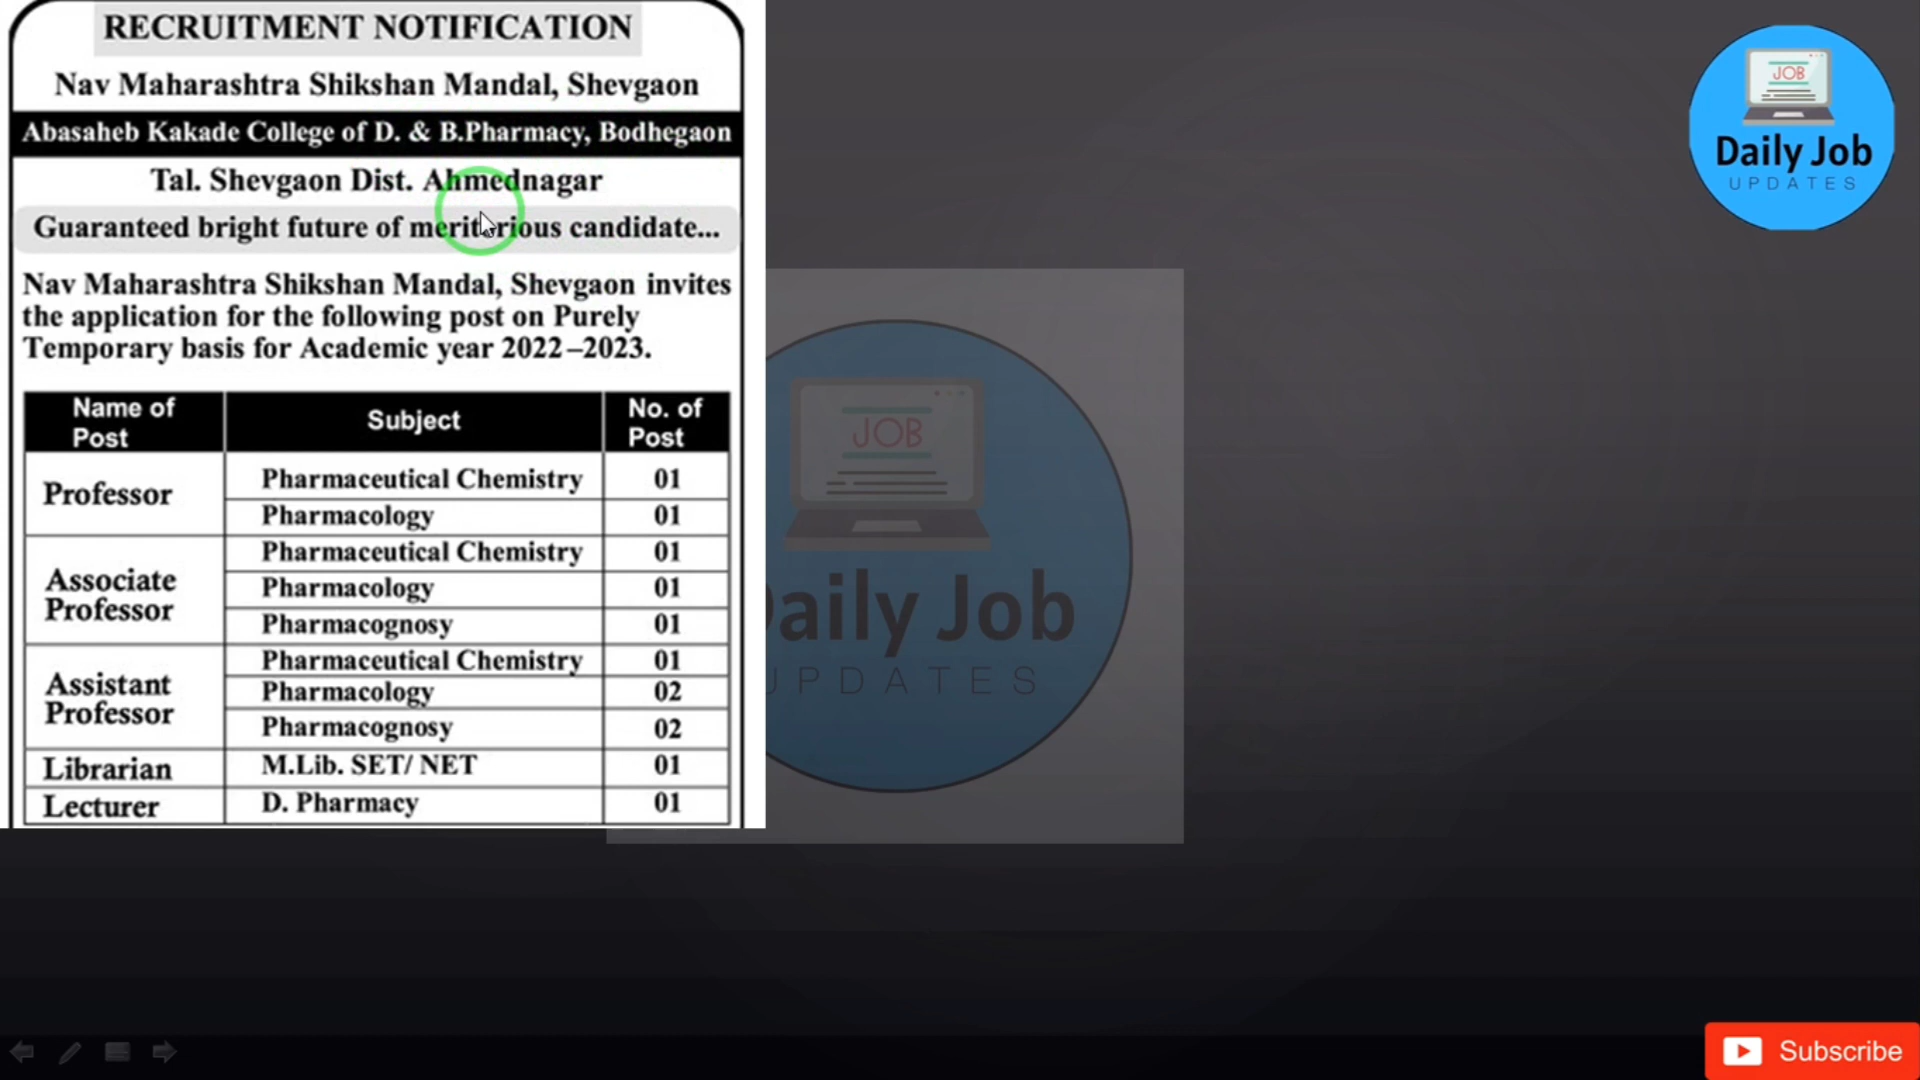 RECRUITMENT NOTIFICATION
Nav Maharashtra Shikshan Mandal, Shevgaon
Abasaheb Kakade College of D. & B.Pharmacy, Bodhegaon
Tal. Shevgaon Dist. Ahmednagar
Guaranteed bright future of meritorious candidate...
Nav Maharashtra Shikshan Mandal, Shevgaon invites
the application for the following post on Purely
Temporary basis for Academic year 2022–2023.
Name of Post Subject No. of Post
Professor Pharmaceutical Chemistry 01
Pharmacology 01
Associate Professor Pharmaceutical Chemistry 01
Pharmacology 01
Pharmacognosy 01
Assistant Professor Pharmaceutical Chemistry 01
Pharmacology 02
Pharmacognosy 02
Librarian M.Lib. SET/ NET 01
Lecturer D. Pharmacy 01
JOB
Daily Job
UPDATES
JOB
Daily Job
UPDATES
Subscribe